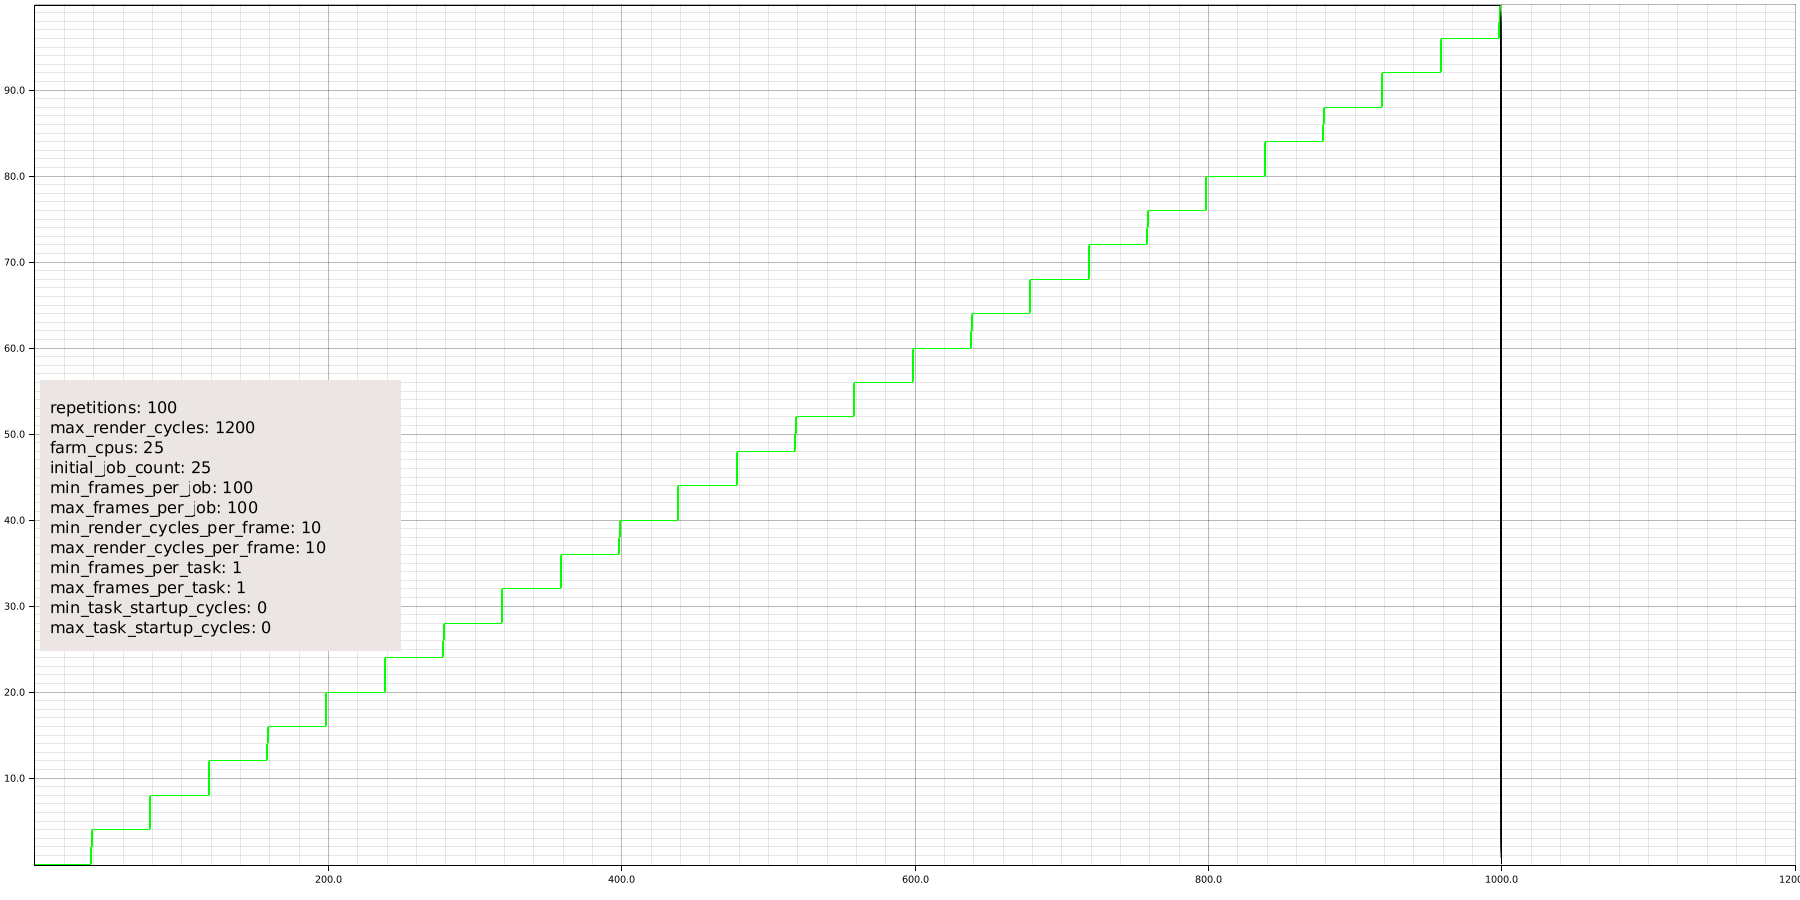 90.0
80.0
70.0
60.0
50.0
40.0
30.0
20.0
10.0
repetitions: 100
max_render_cycles: 1200
farm_cpus: 25
initial_job_count: 25
min_frames_per_job: 100
max_frames_per_job: 100
min_render_cycles_per_frame: 10
max_render_cycles_per_frame: 10
min_frames_per_task: 1
max_frames_per_task: 1
min_task_startup_cycles: 0
max_task_startup_cycles: 0
200.0 400.0 600.0 800.0 1000.0 1200